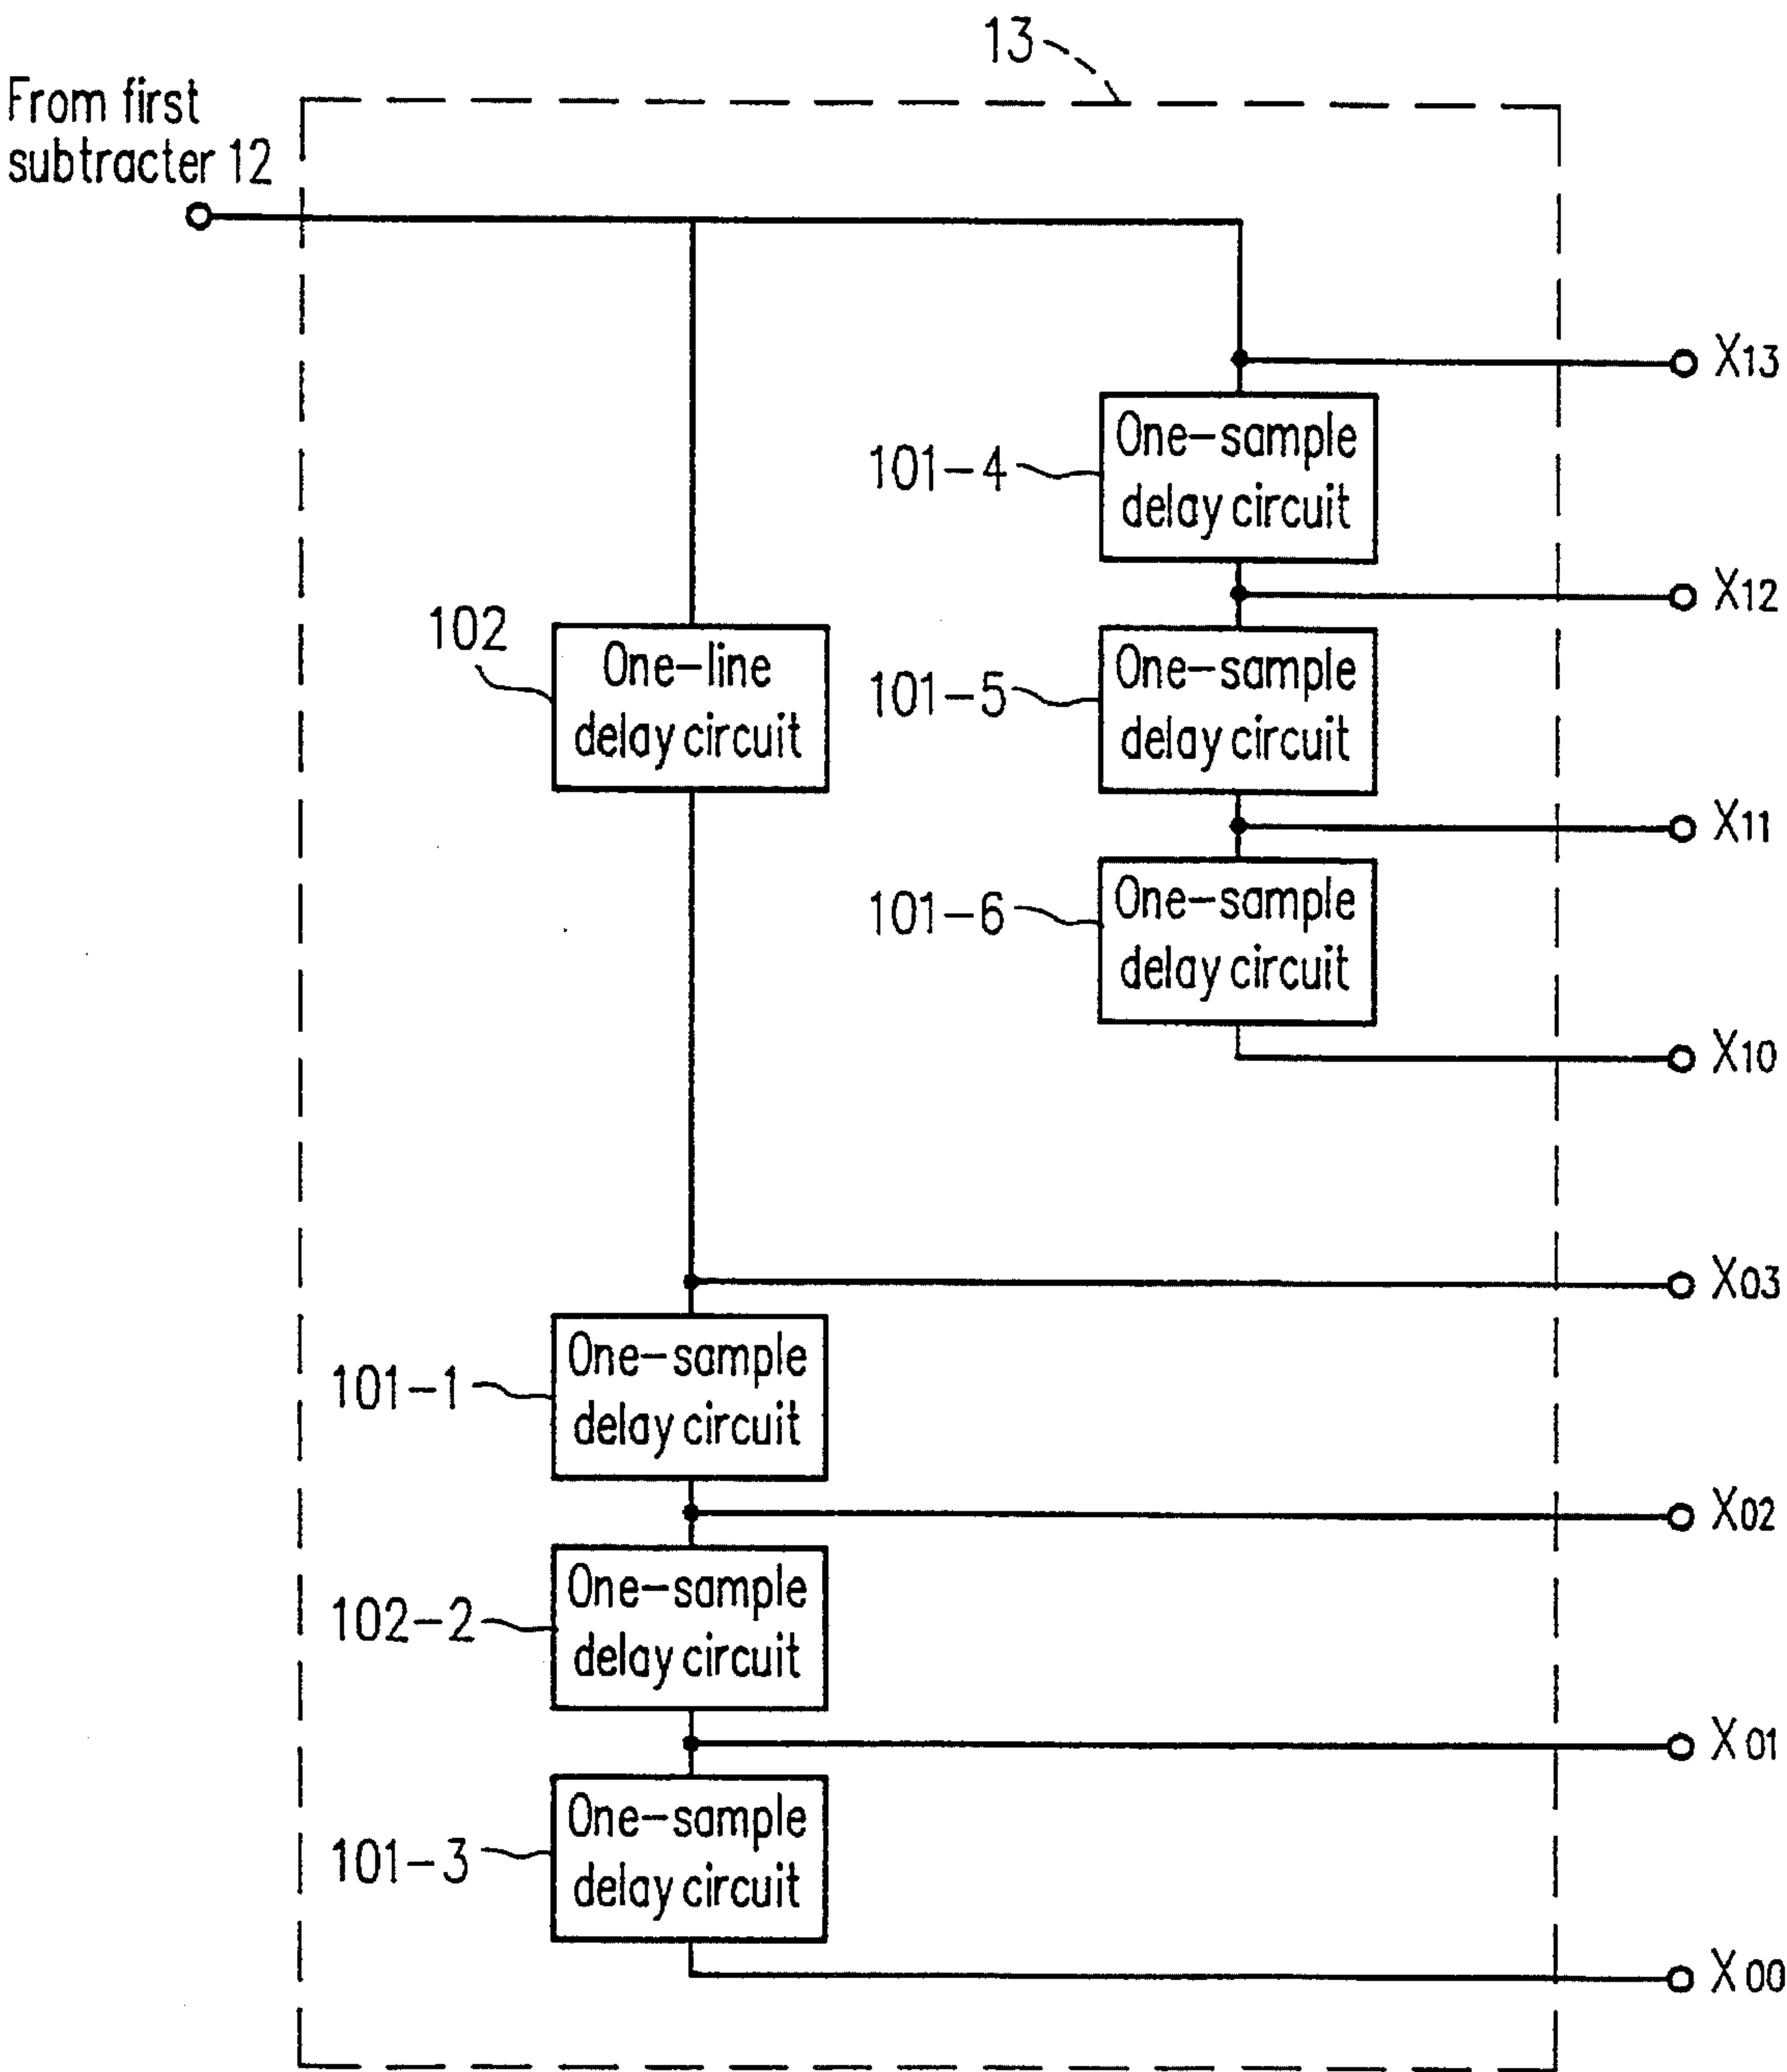 13
From first
subtracter 12
X13
One-sample
delay circuit
101-4
X12
102
One-line
delay circuit
One-sample
delay circuit
101-5
X11
One-sample
delay circuit
101-6
X10
X03
One-sample
delay circuit
101-1
X02
One-sample
delay circuit
102-2
X01
One-sample
delay circuit
101-3
X00